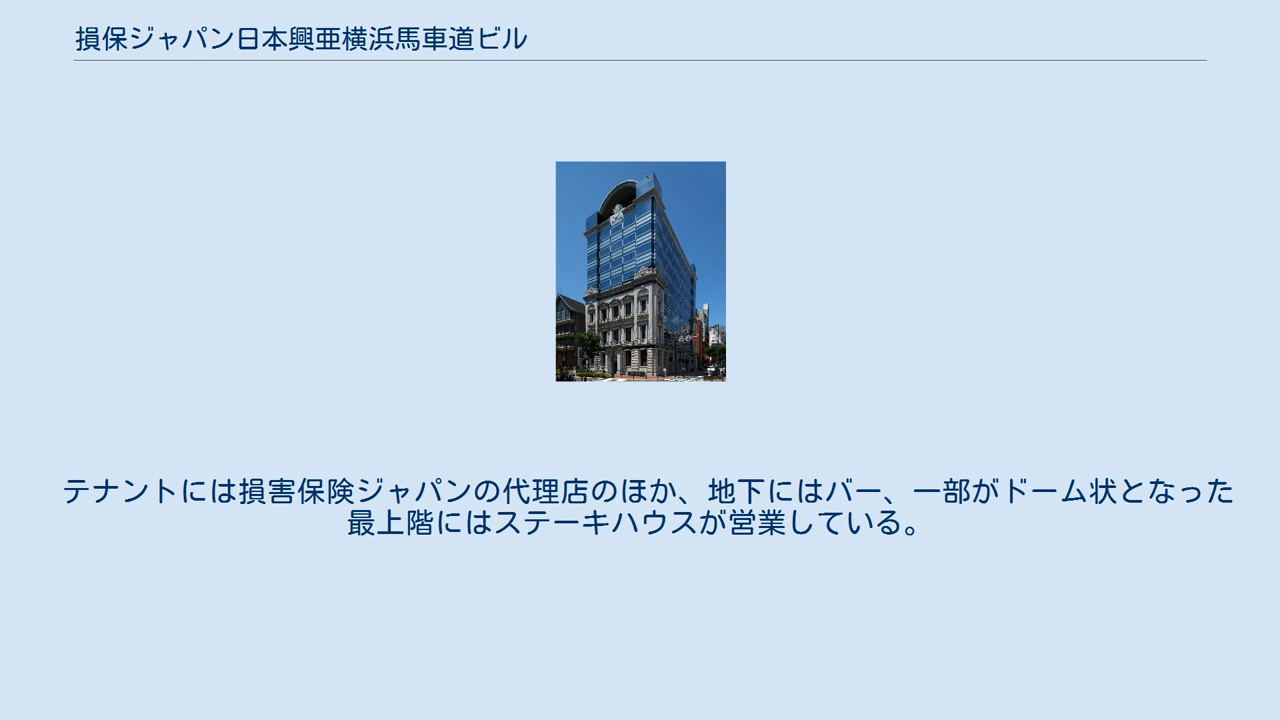 損保ジャパン日本興亜横浜馬車道ビル
テナントには損害保険ジャパンの代理店のほか、地下にはバー、一部がドーム状となった
最上階にはステーキハウスが営業している。